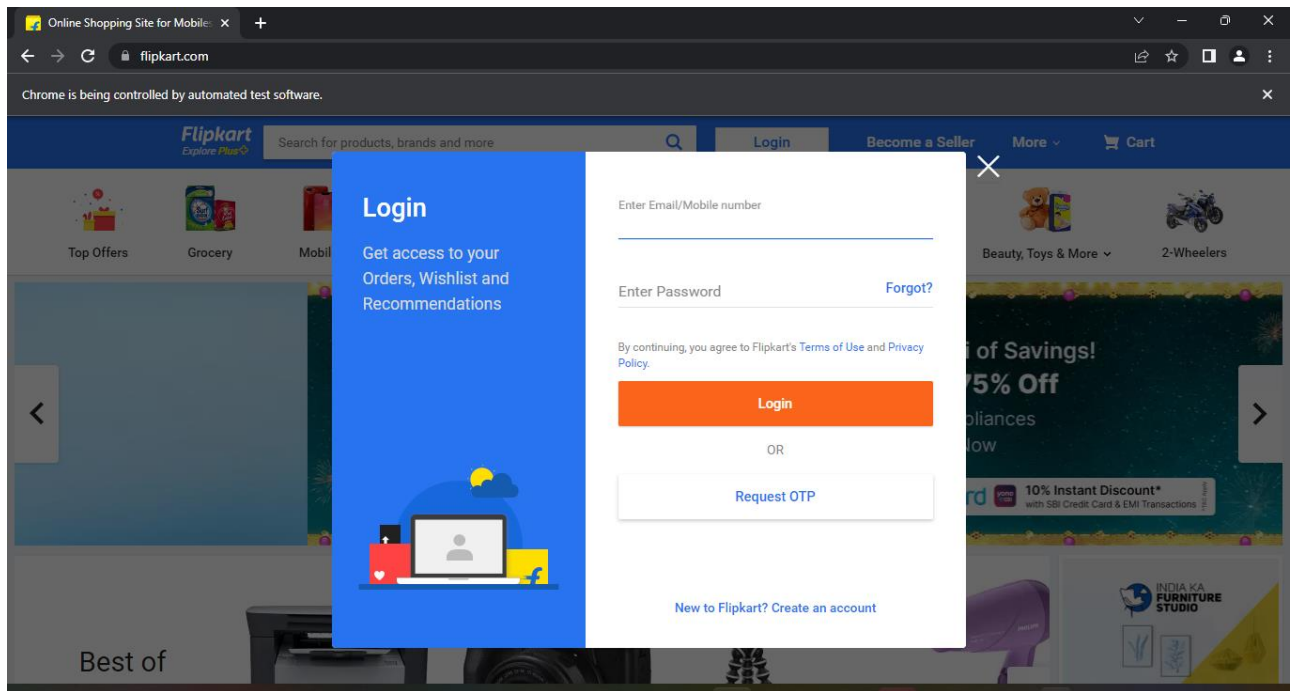 Online Shopping Site for Mobiles
flipkart.com
Chrome is being controlled by automated test software.
Flipkart
Explore Plus
Search for products, brands and more
Login
Become a Seller
More
Cart
Top Offers
Grocery
Mobil
Beauty, Toys & More
2-Wheelers
Login
Get access to your
Orders, Wishlist and
Recommendations
Enter Email/Mobile number
Enter Password
Forgot?
By continuing, you agree to Flipkart's Terms of Use and Privacy
Policy.
Login
OR
Request OTP
New to Flipkart? Create an account
i of Savings!
75% Off
pliances
Now
rd
10% Instant Discount*
with SBI Credit Card & EMI Transactions
Best of
INDIA KA
FURNITURE
STUDIO